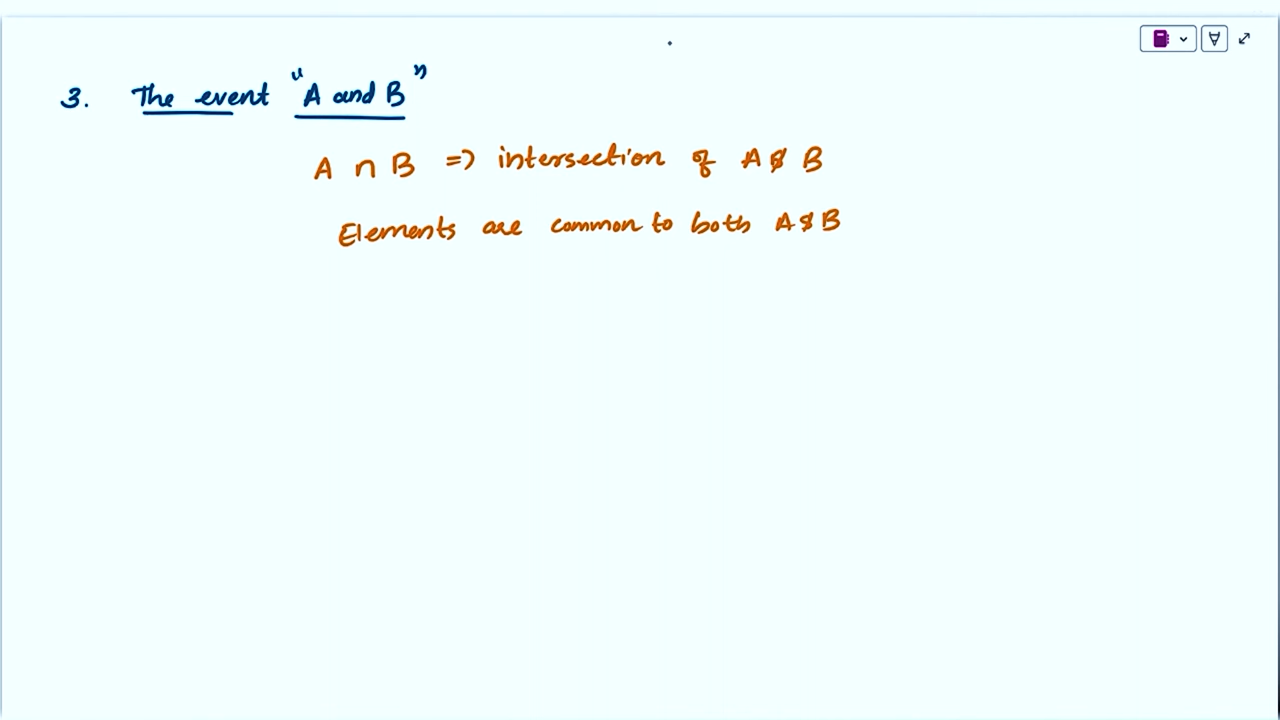 3. The event "A and B"
A ∩ B => intersection of A & B
Elements are common to both A & B